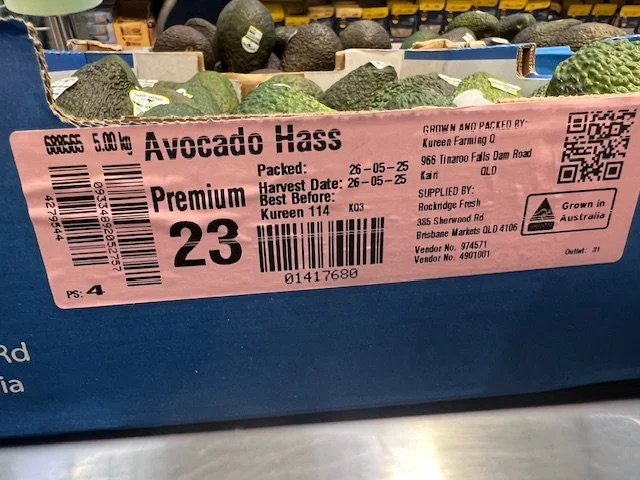 688565 5.00 kg Avocado Hass
Premium
23
4279544
PS: 4
Packed: 26-05-25
Harvest Date: 26-05-25
Best Before:
Kureen 114 K03
01417680
GROWN AND PACKED BY:
Kureen Farming Q
966 Tinaroo Falls Dam Road
Kairi QLD
SUPPLIED BY:
Rockridge Fresh
385 Sherwood Rd
Brisbane Markets QLD 4106
Vendor No. 974571
Vendor No. 4901001
Grown in
Australia
Outlet: 31
Rd
ia